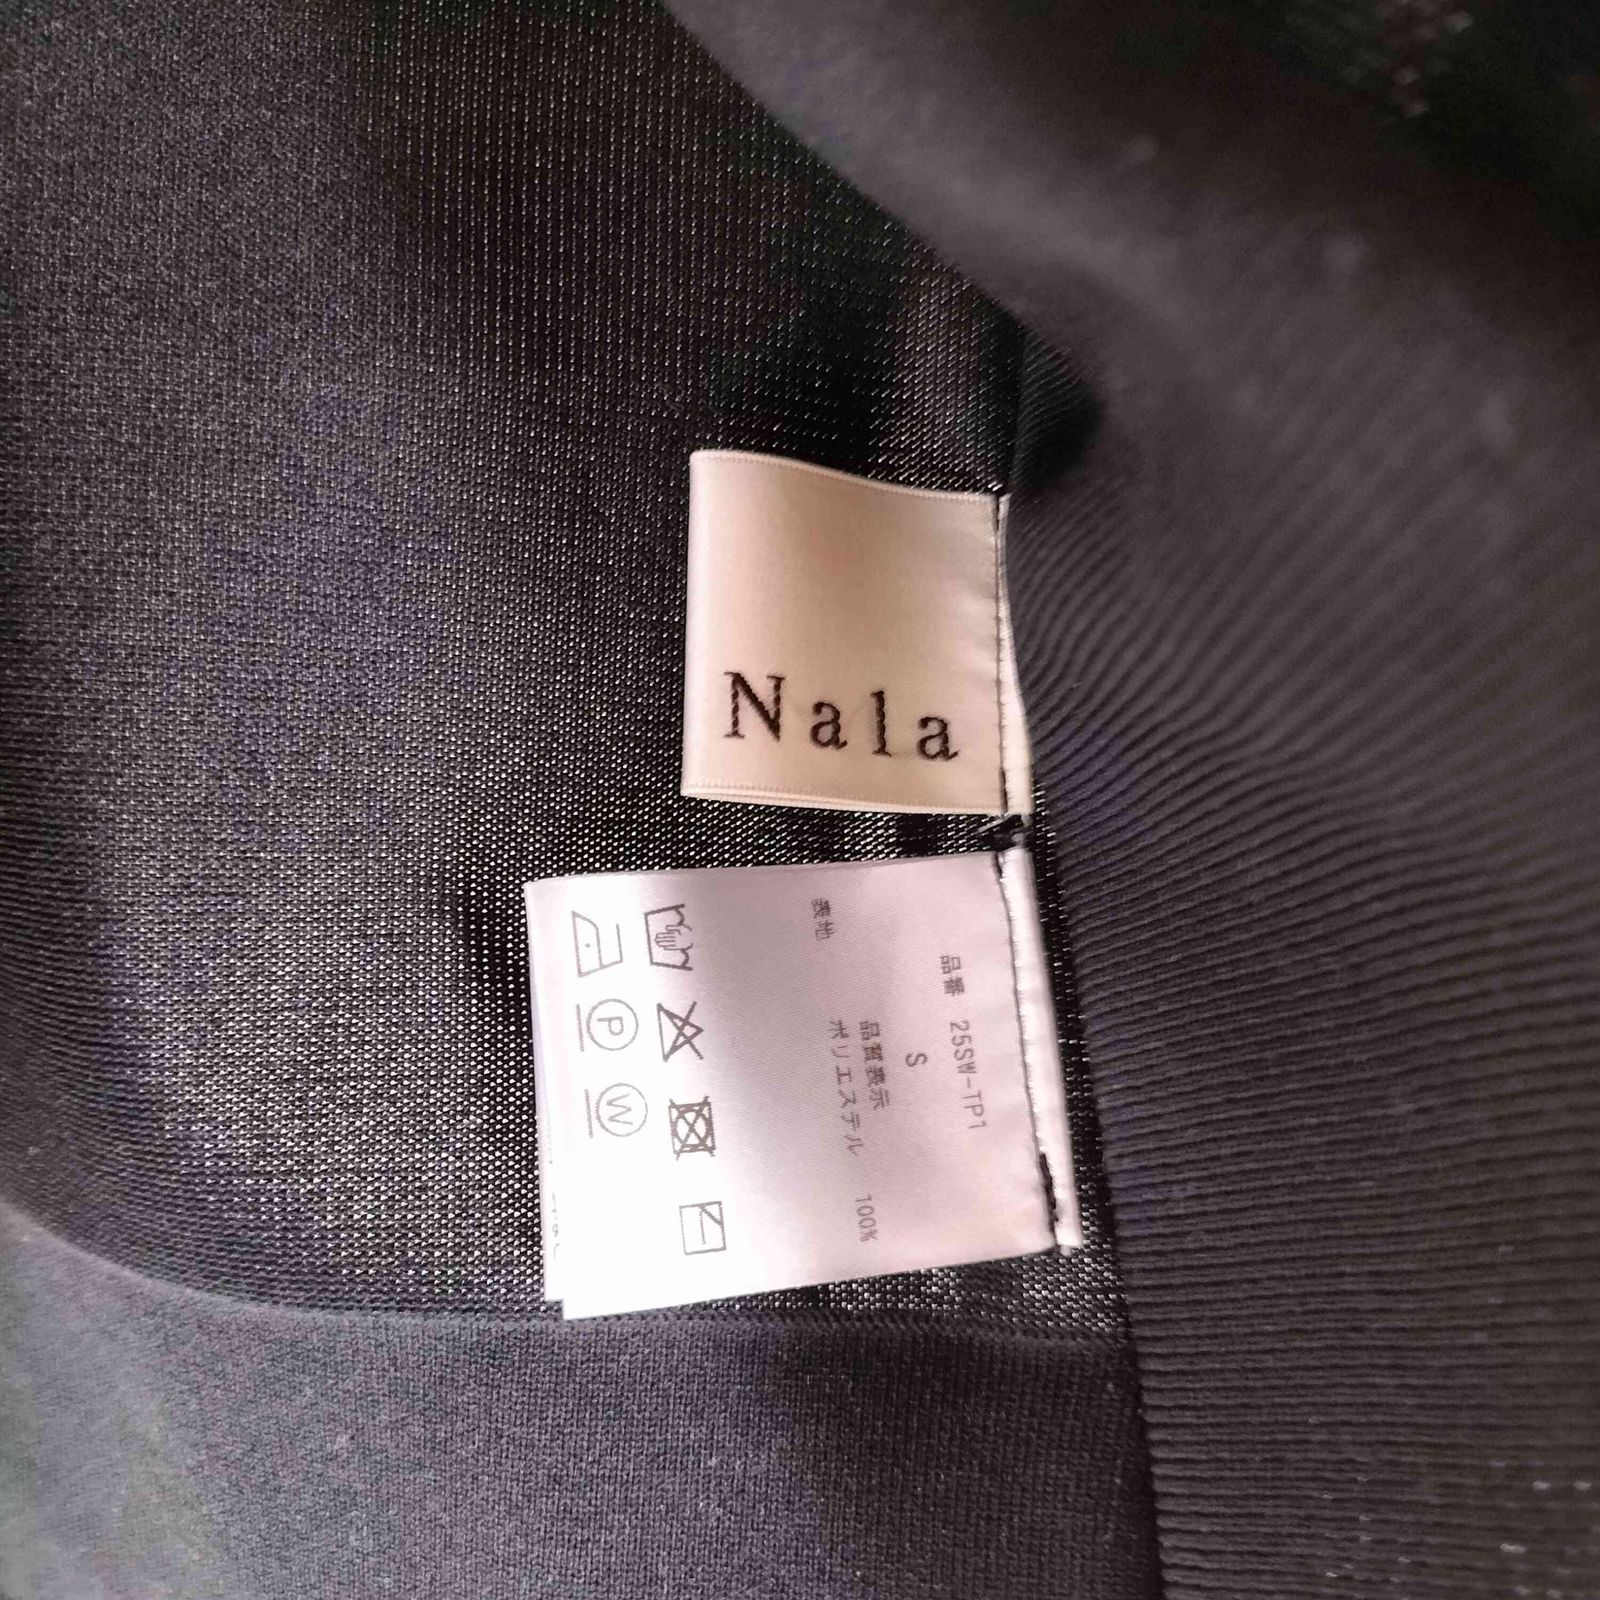 Nala
品番 25SW-TP1
S
品質表示
表地 ポリエステル 100%
P
W